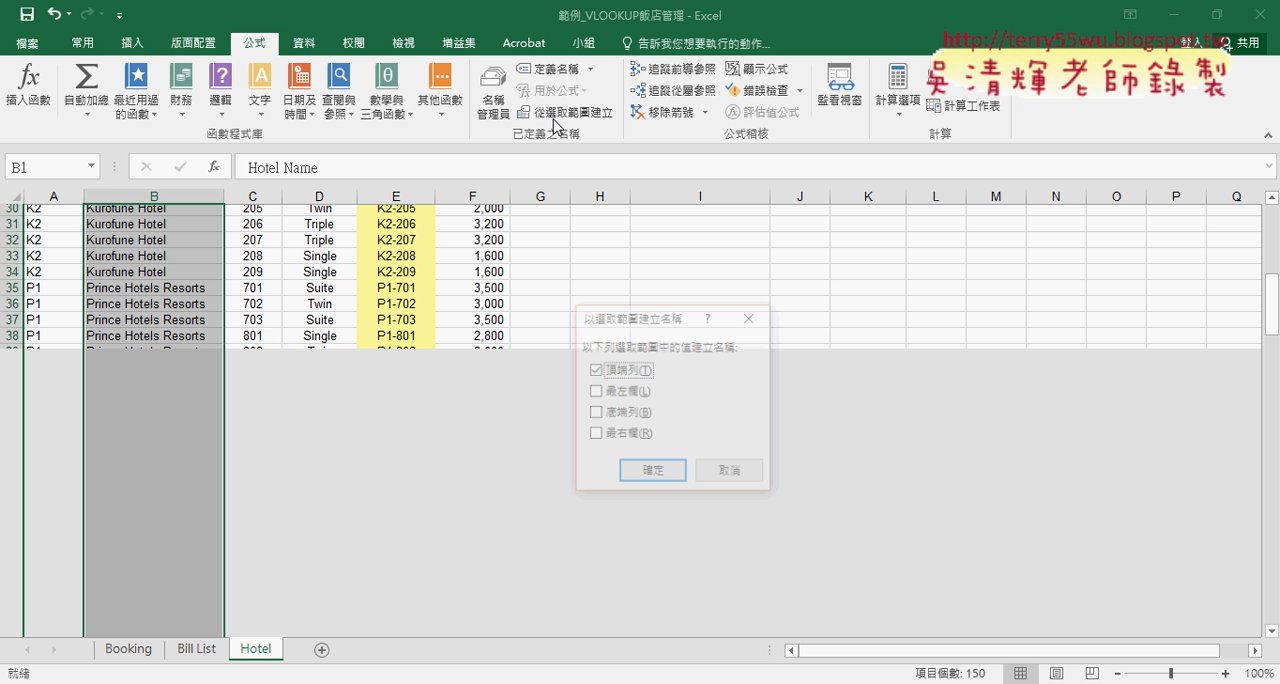 範例_VLOOKUP飯店管理 - Excel
檔案 常用 插入 版面配置 公式 資料 校閱 檢視 增益集 Acrobat 小組 告訴我您想要執行的動作... 登入 共用
http://terry55wu.blogspot.tw
吳清輝老師錄製
插入函數 自動加總 最近用過的函數 財務 邏輯 文字 日期及時間 查閱與參照 數學與三角函數 其他函數
函數程式庫
名稱管理員 定義名稱 用於公式 從選取範圍建立
已定義之名稱
追蹤前導參照 追蹤從屬參照 移除箭號 顯示公式 錯誤檢查 評估值公式
公式稽核
監看視窗
計算選項 計算工作表
計算
B1 fx Hotel Name
A B C D E F G H I J K L M N O P Q
30 K2 Kurofune Hotel 205 Twin K2-205 2,000
31 K2 Kurofune Hotel 206 Triple K2-206 3,200
32 K2 Kurofune Hotel 207 Triple K2-207 3,200
33 K2 Kurofune Hotel 208 Single K2-208 1,600
34 K2 Kurofune Hotel 209 Single K2-209 1,600
35 P1 Prince Hotels Resorts 701 Suite P1-701 3,500
36 P1 Prince Hotels Resorts 702 Twin P1-702 3,000
37 P1 Prince Hotels Resorts 703 Suite P1-703 3,500
38 P1 Prince Hotels Resorts 801 Single P1-801 2,800
以選取範圍建立名稱 ?
以下列選取範圍中的值建立名稱:
頂端列(T)
最左欄(L)
底端列(B)
最右欄(R)
確定 取消
Booking Bill List Hotel
就緒 項目個數: 150 100%